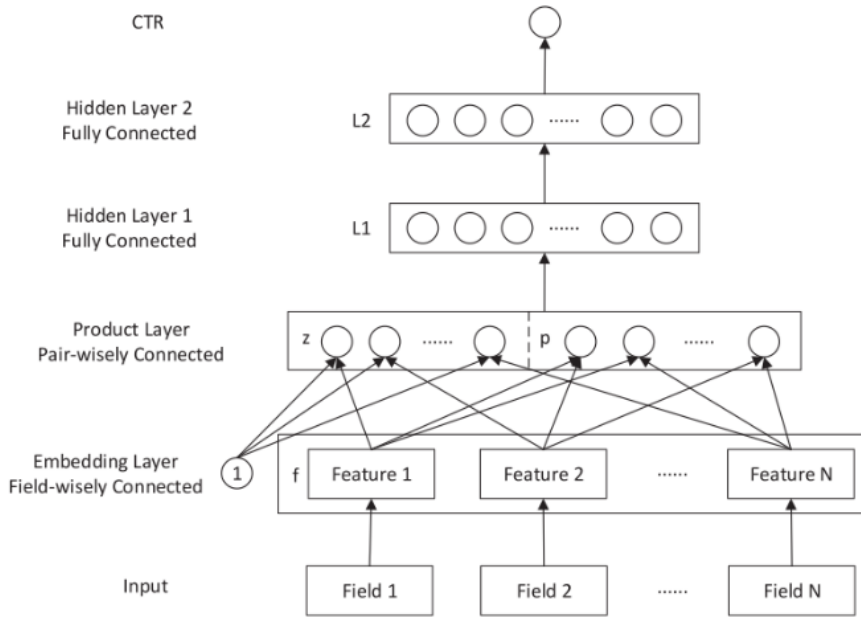 CTR
Hidden Layer 2
Fully Connected
L2
······
Hidden Layer 1
Fully Connected
L1
······
Product Layer
Pair-wisely Connected
z
······
p
······
Embedding Layer
Field-wisely Connected
1
f
Feature 1
Feature 2
······
Feature N
Input
Field 1
Field 2
······
Field N